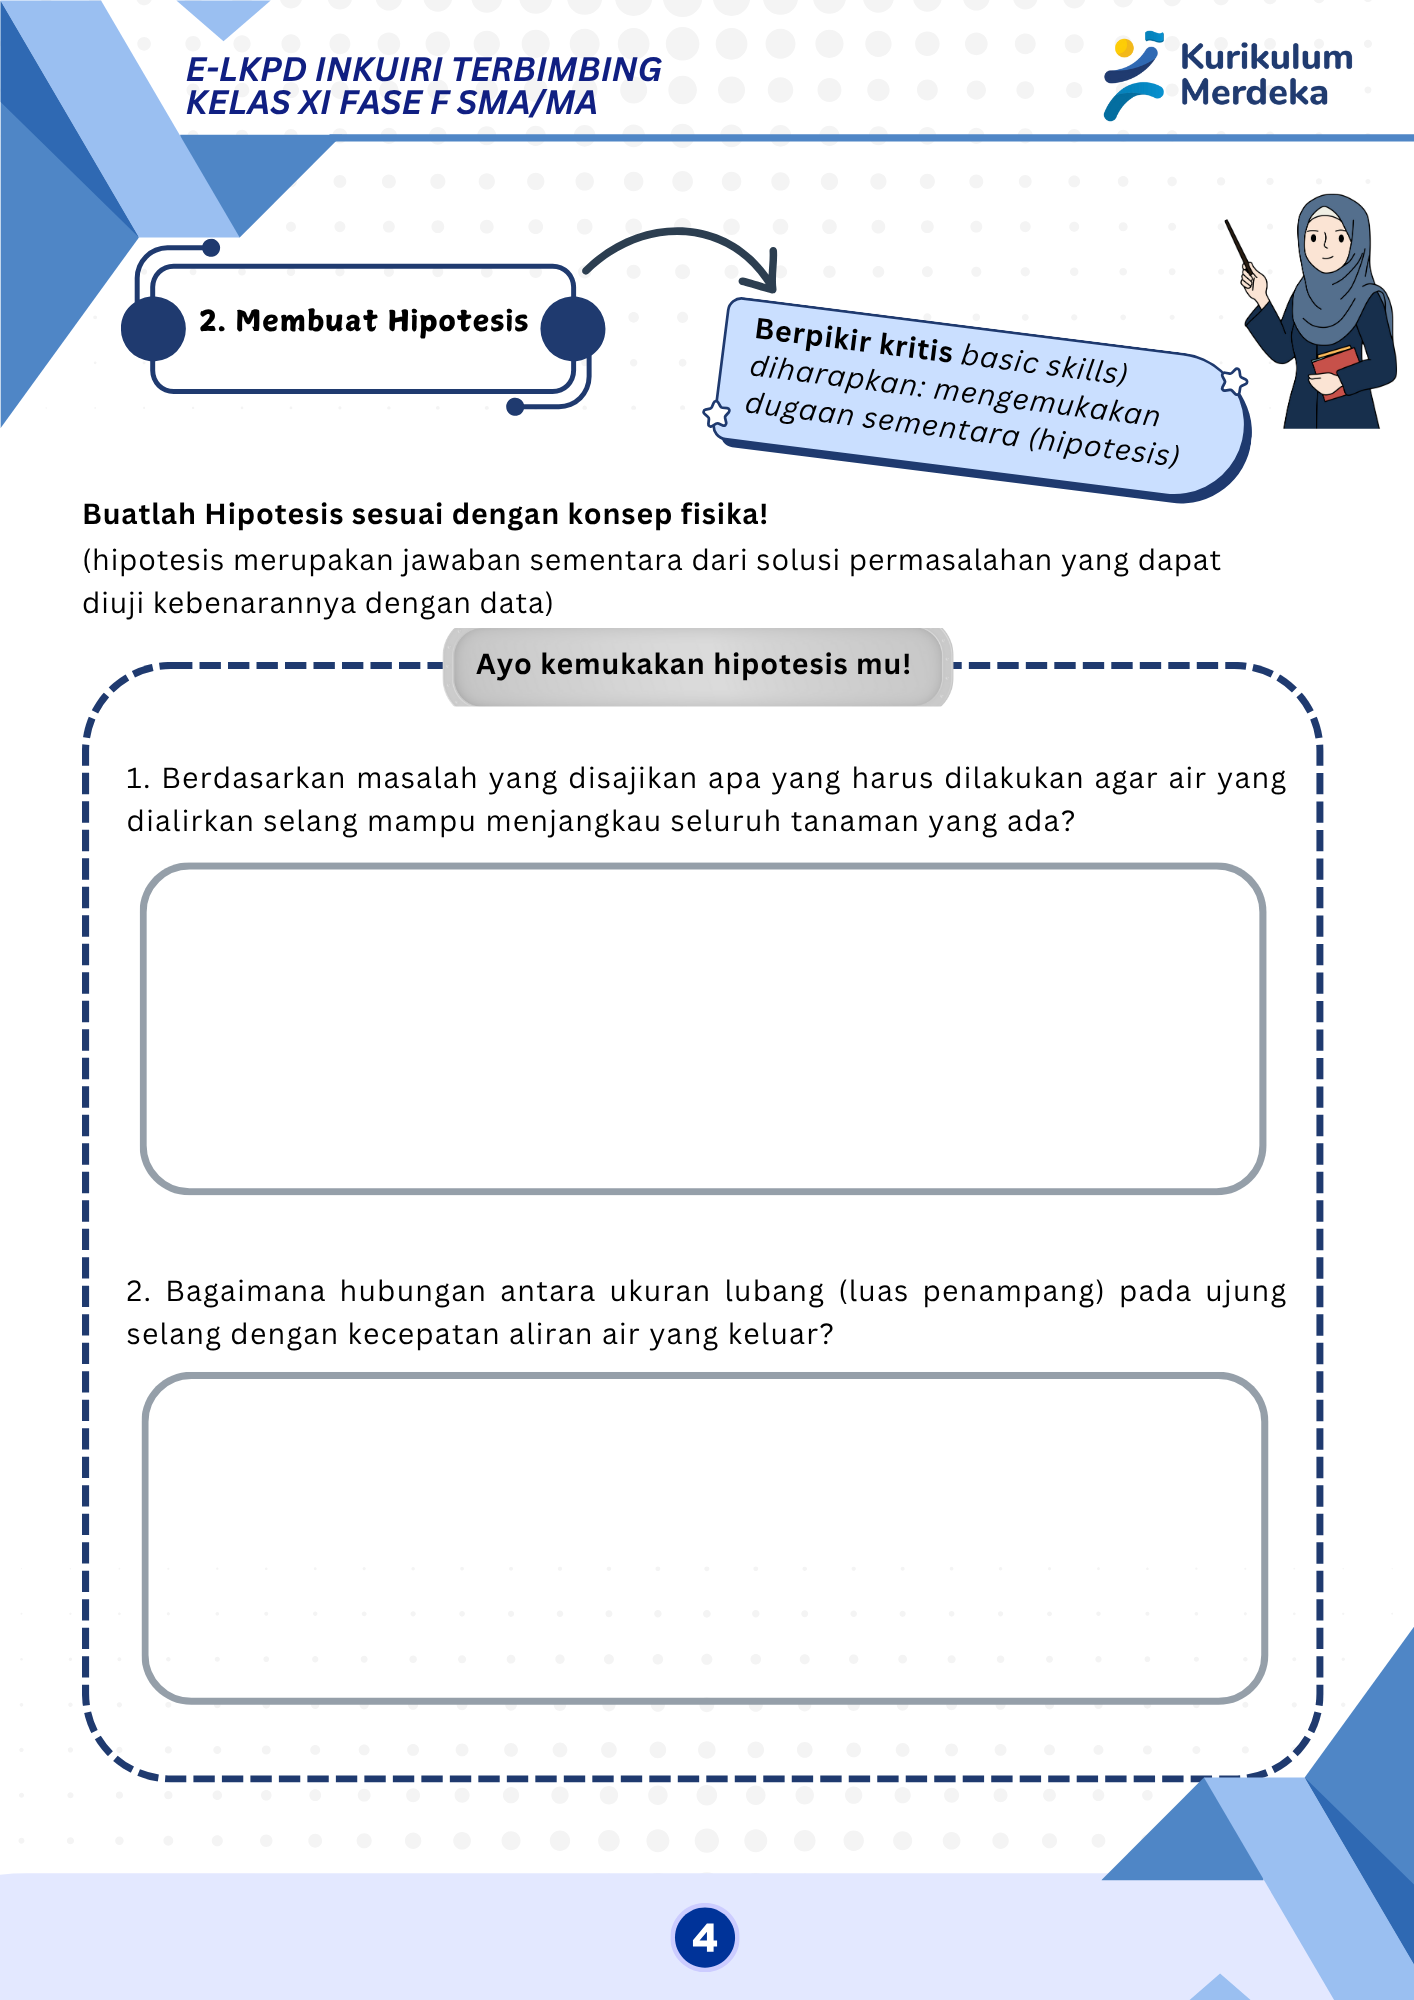 E-LKPD INKUIRI TERBIMBING
KELAS XI FASE F SMA/MA
Kurikulum
Merdeka
2. Membuat Hipotesis
Berpikir kritis basic skills)
diharapkan: mengemukakan
dugaan sementara (hipotesis)
Buatlah Hipotesis sesuai dengan konsep fisika!
(hipotesis merupakan jawaban sementara dari solusi permasalahan yang dapat
diuji kebenarannya dengan data)
Ayo kemukakan hipotesis mu!
1. Berdasarkan masalah yang disajikan apa yang harus dilakukan agar air yang
dialirkan selang mampu menjangkau seluruh tanaman yang ada?
2. Bagaimana hubungan antara ukuran lubang (luas penampang) pada ujung
selang dengan kecepatan aliran air yang keluar?
4